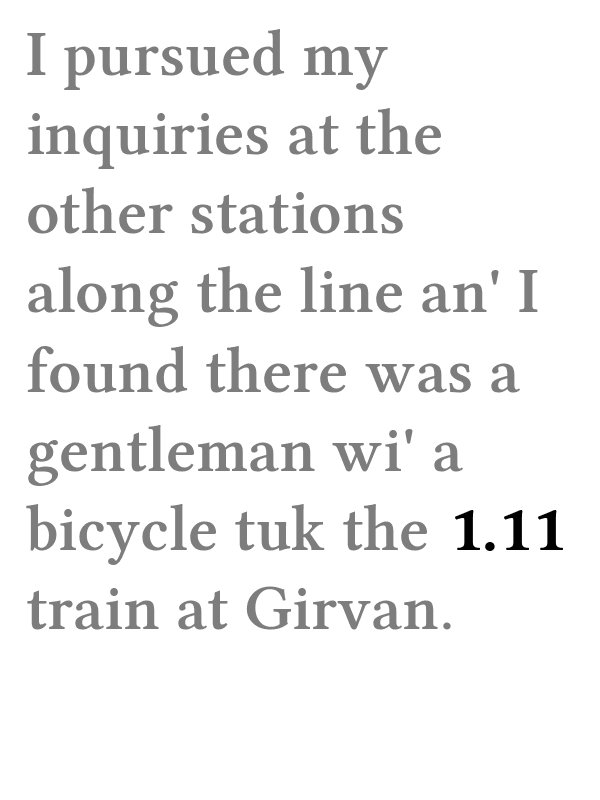 I pursued my
inquiries at the
other stations
along the line an' I
found there was a
gentleman wi' a
bicycle tuk the 1.11
train at Girvan.